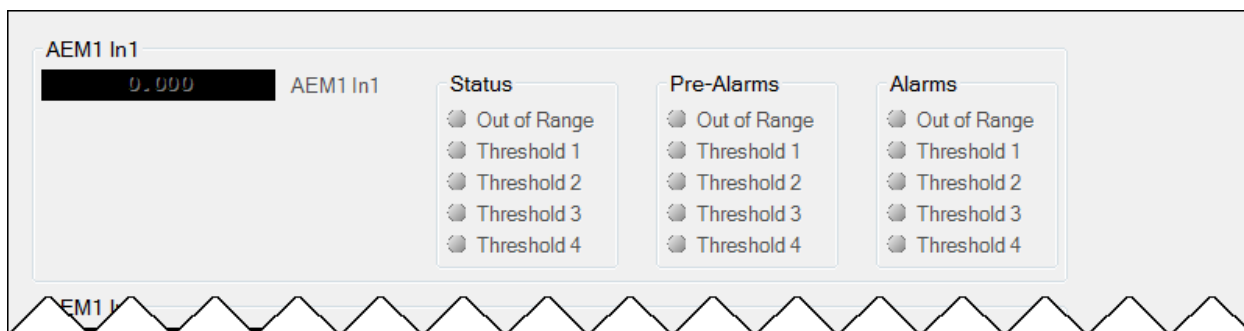 AEM1 In1
0.000
AEM1 In1
Status
Out of Range
Threshold 1
Threshold 2
Threshold 3
Threshold 4
Pre-Alarms
Out of Range
Threshold 1
Threshold 2
Threshold 3
Threshold 4
Alarms
Out of Range
Threshold 1
Threshold 2
Threshold 3
Threshold 4